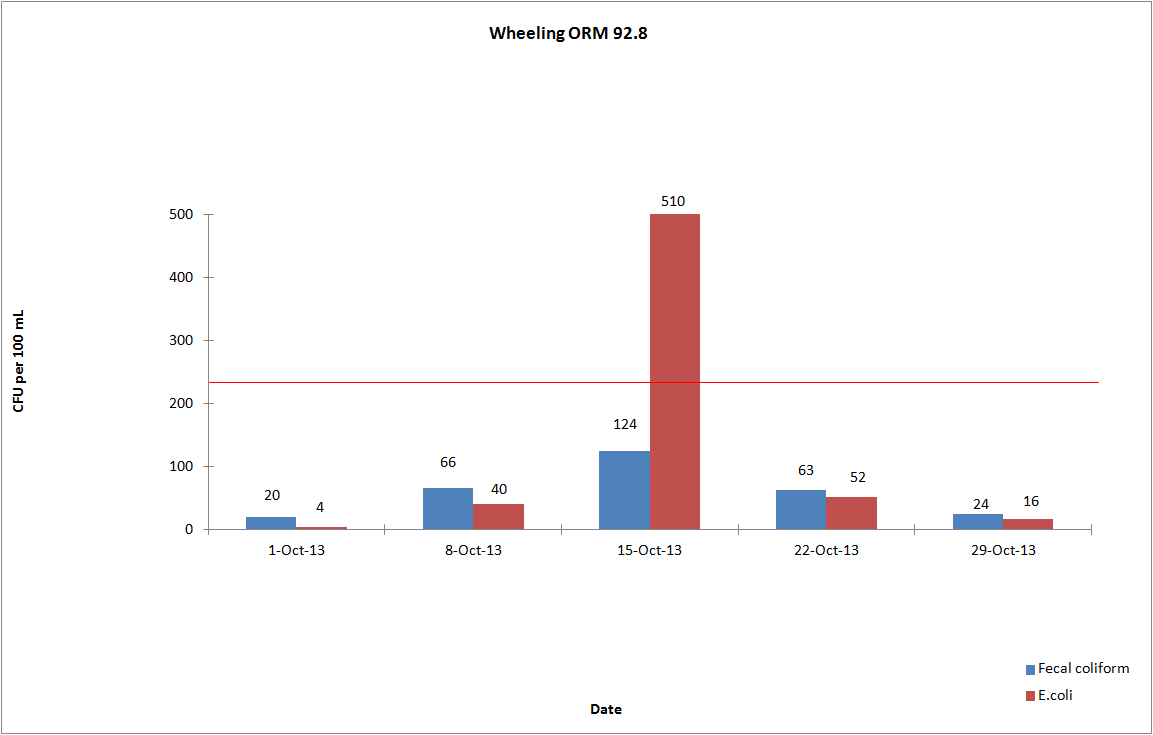 Wheeling ORM 92.8
CFU per 100 mL
500
400
300
200
100
0
20
4
66
40
124
510
63
52
24
16
1-Oct-13
8-Oct-13
15-Oct-13
22-Oct-13
29-Oct-13
Fecal coliform
E.coli
Date